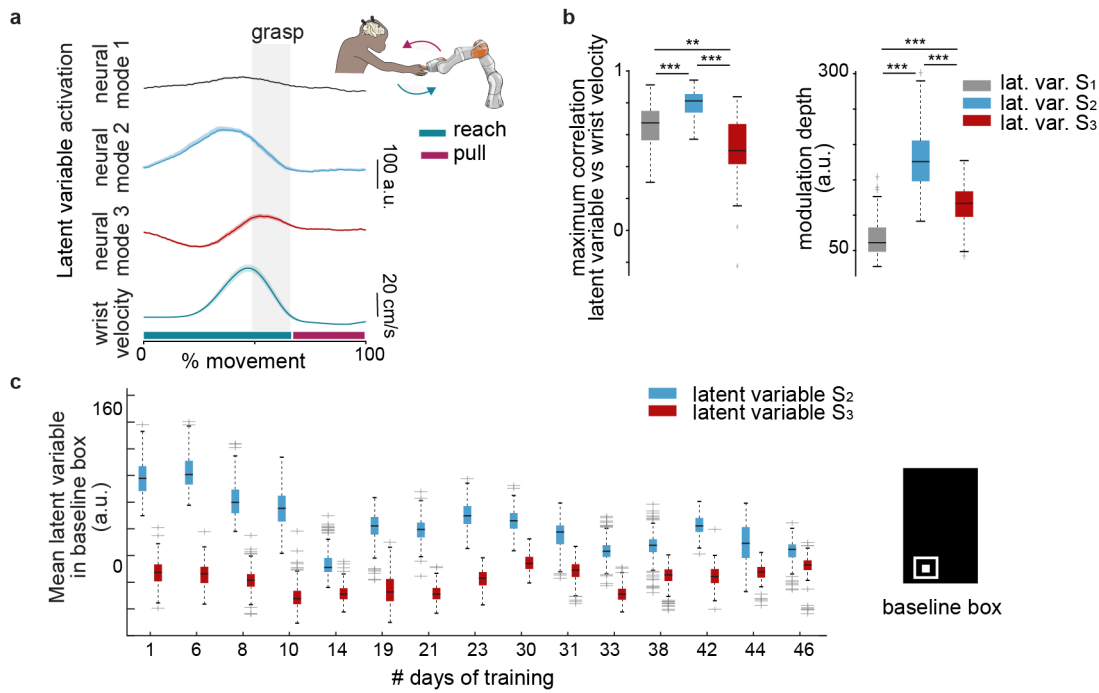 a
grasp
Latent variable activation
neural
mode 1
neural
mode 2
neural
mode 3
wrist
velocity
100 a.u.
20 cm/s
reach
pull
0
100
% movement
b
maximum correlation
latent variable vs wrist velocity
1
0
**
***
***
modulation depth
(a.u.)
300
50
***
***
***
lat. var. S1
lat. var. S2
lat. var. S3
c
Mean latent variable
in baseline box
(a.u.)
160
0
latent variable S2
latent variable S3
1 6 8 10 14 19 21 23 30 31 33 38 42 44 46
# days of training
baseline box